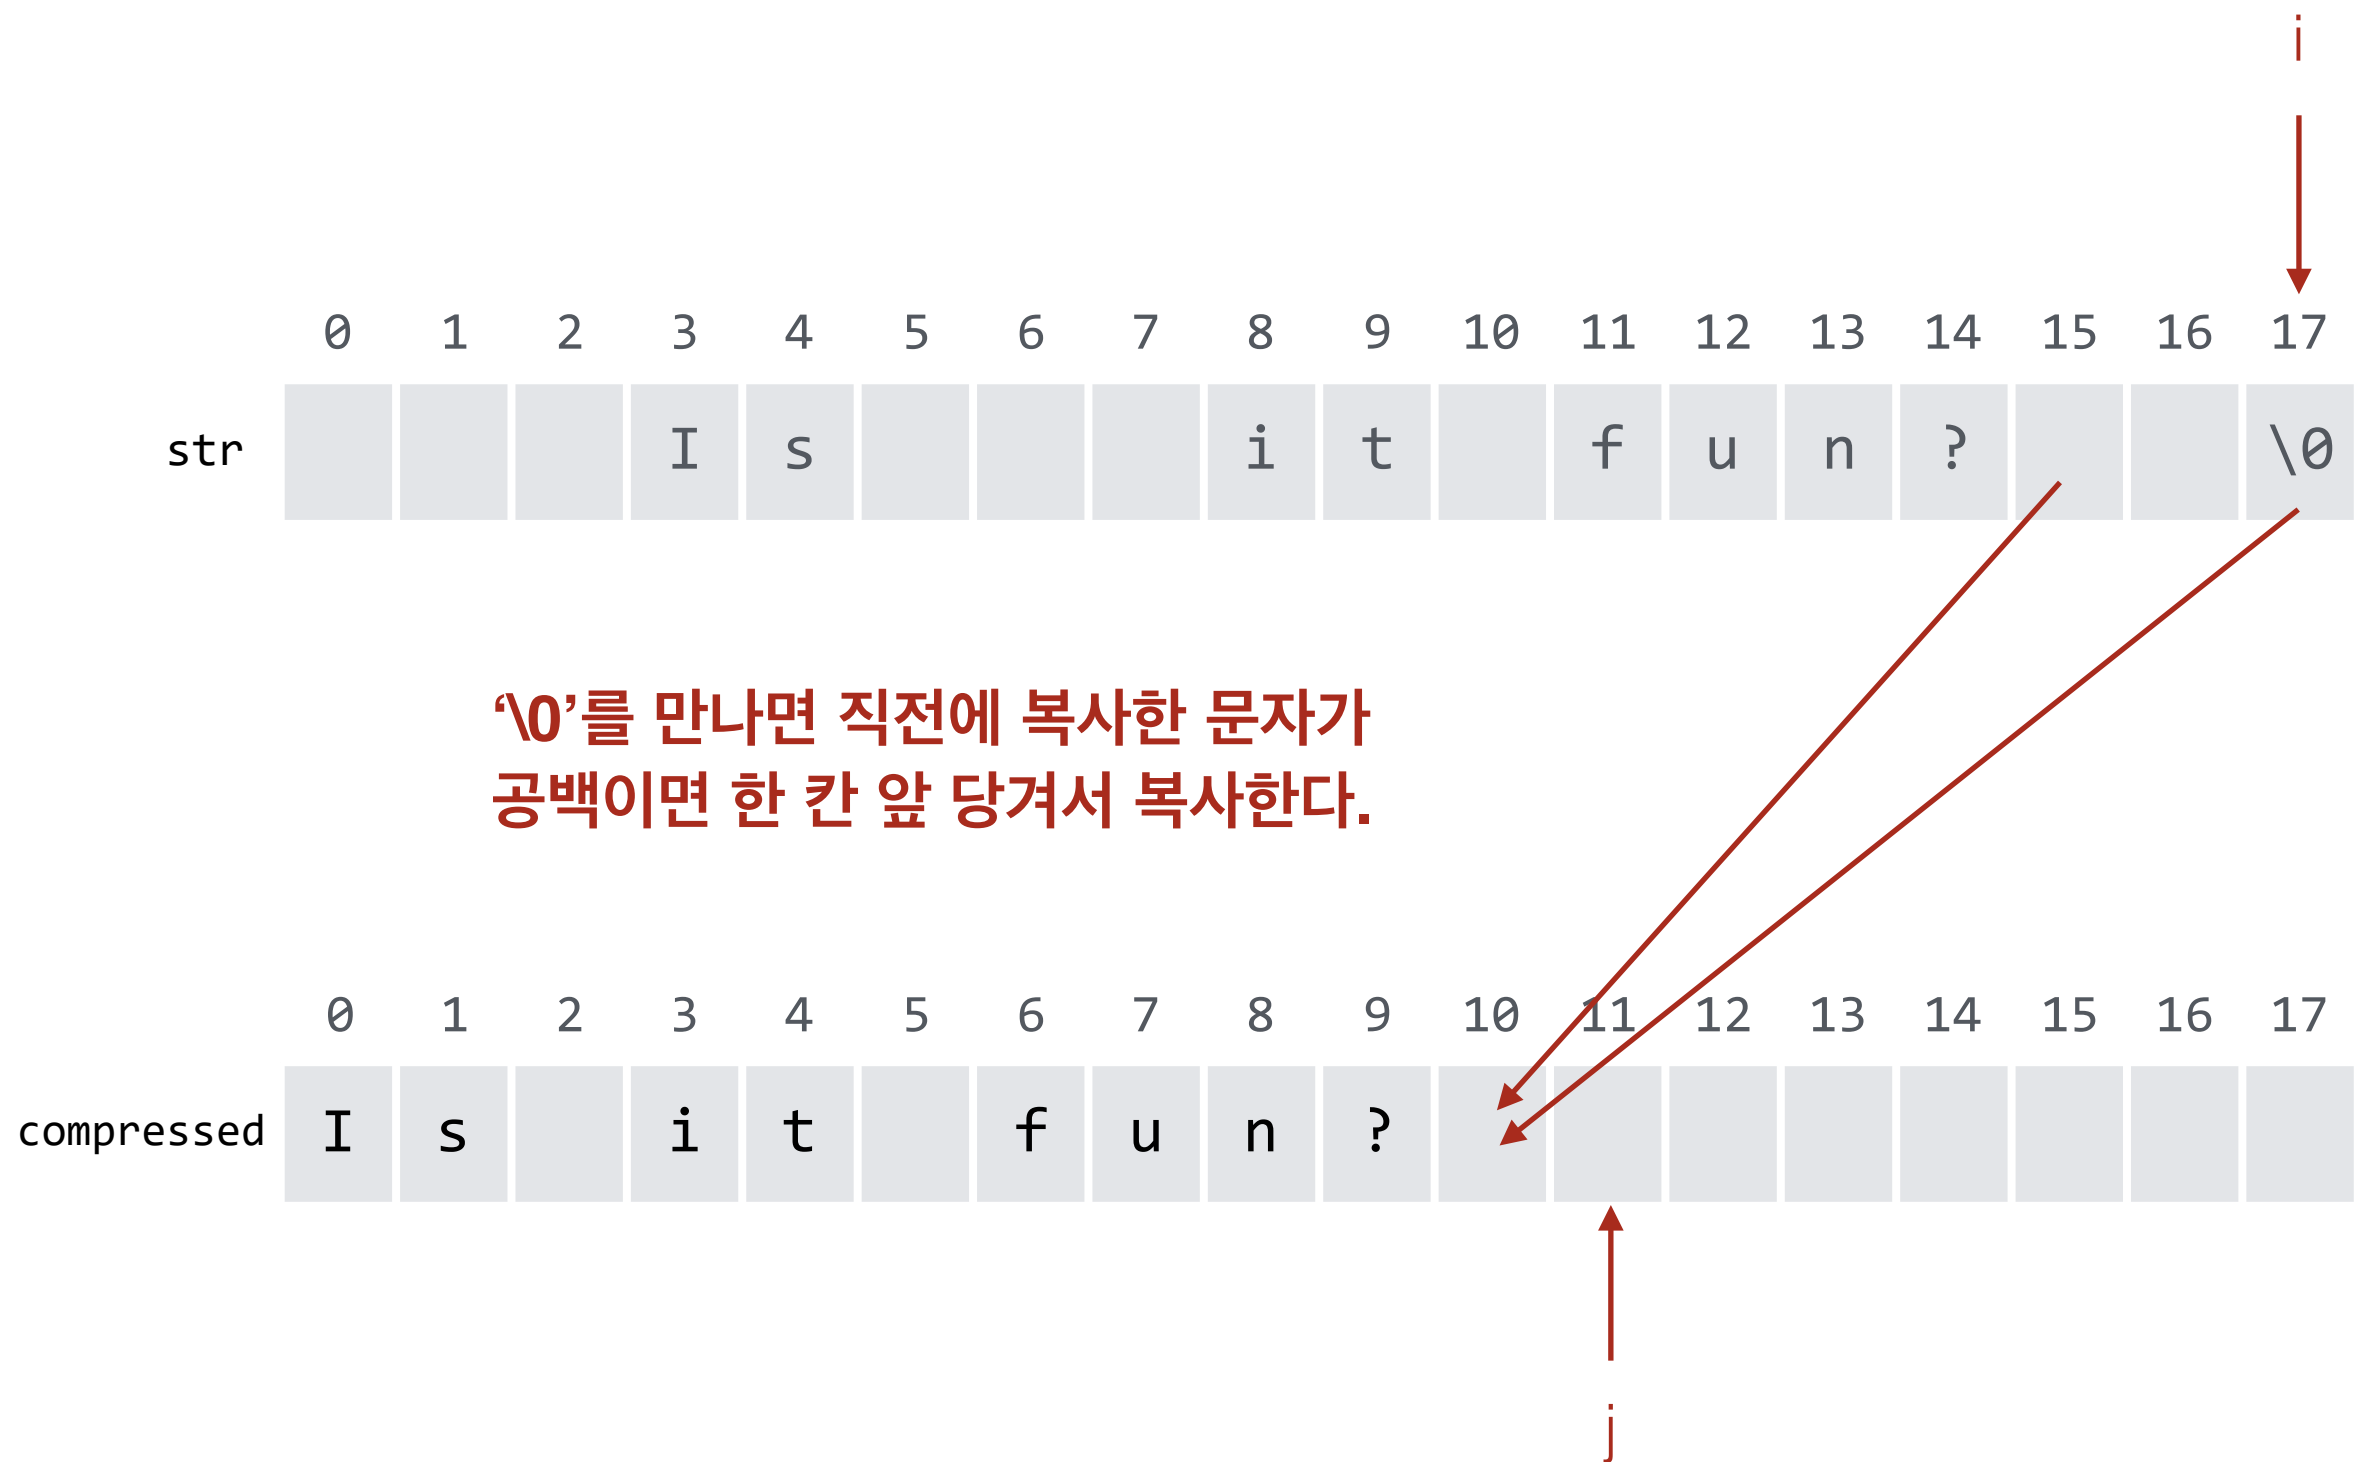 i
0 1 2 3 4 5 6 7 8 9 10 11 12 13 14 15 16 17
str I s i t f u n ? \0
‘\0’를 만나면 직전에 복사한 문자가
공백이면 한 칸 앞 당겨서 복사한다.
0 1 2 3 4 5 6 7 8 9 10 11 12 13 14 15 16 17
compressed I s i t f u n ?
j